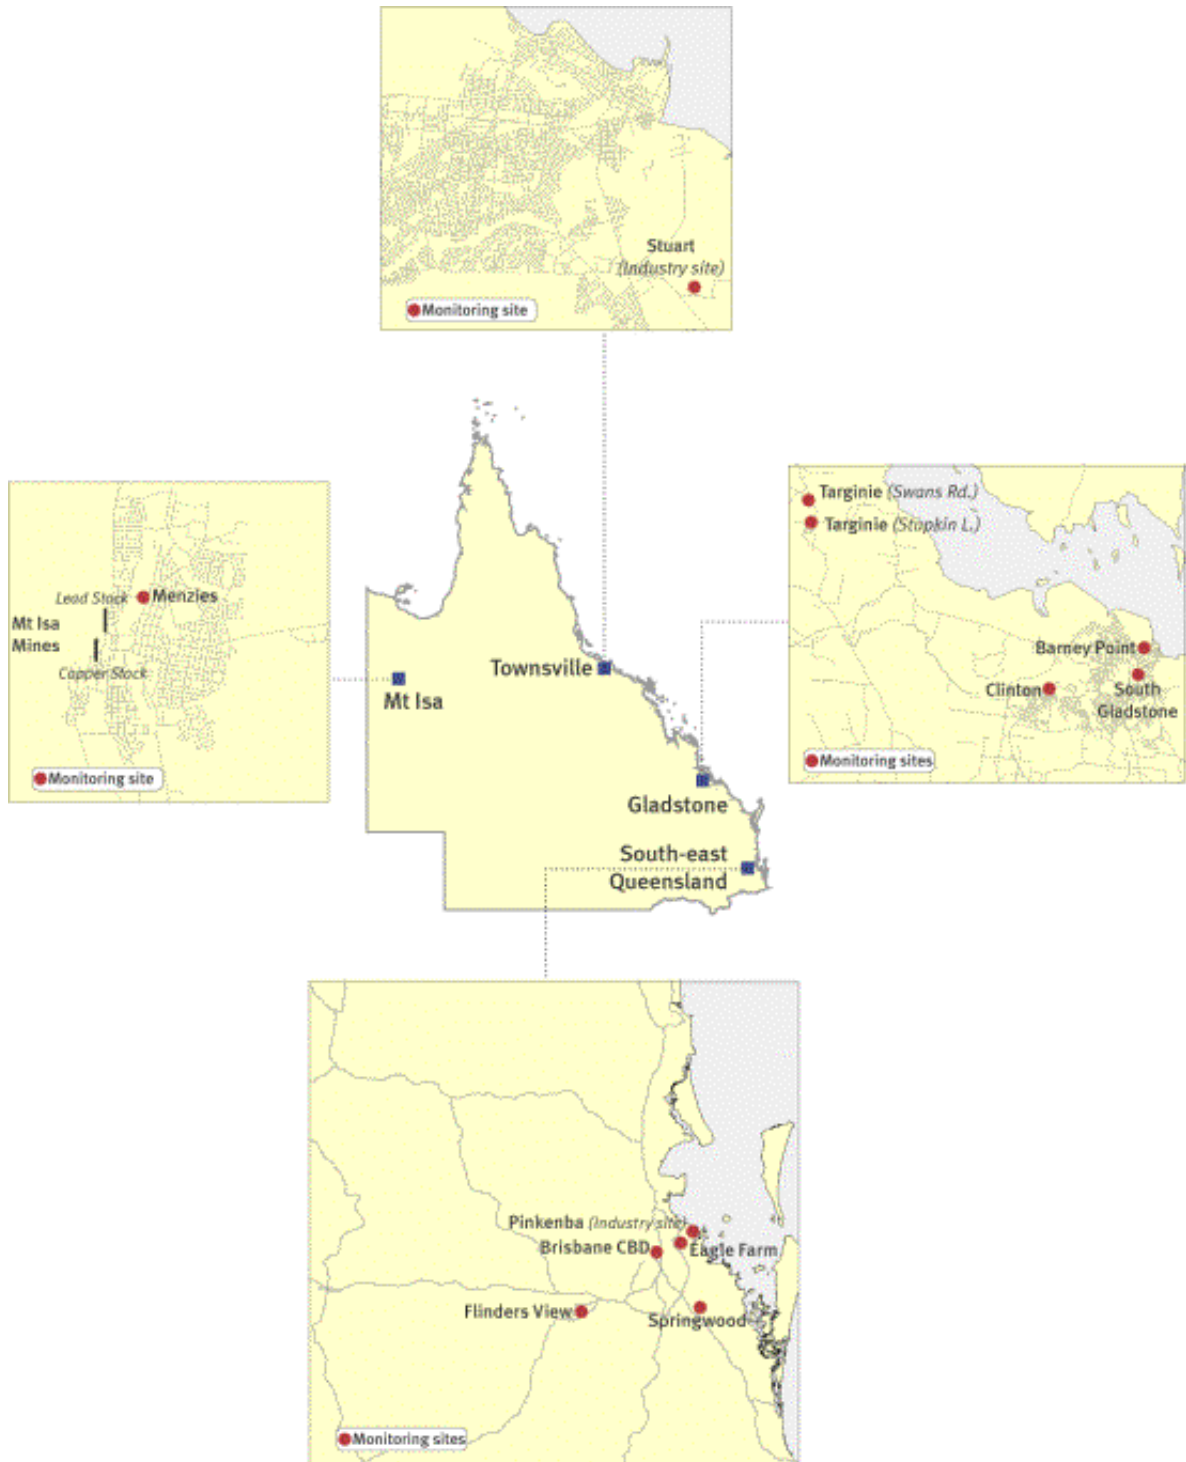 Stuart
(Industry site)
Monitoring site
Targinie (Swans Rd.)
Targinie (Stupkin L.)
Barney Point
Clinton
South
Gladstone
Monitoring sites
Lead Stack
Menzies
Mt Isa
Mines
Copper Stack
Monitoring site
Townsville
Mt Isa
Gladstone
South-east
Queensland
Pinkenba (Industry site)
Brisbane CBD
Eagle Farm
Flinders View
Springwood
Monitoring sites